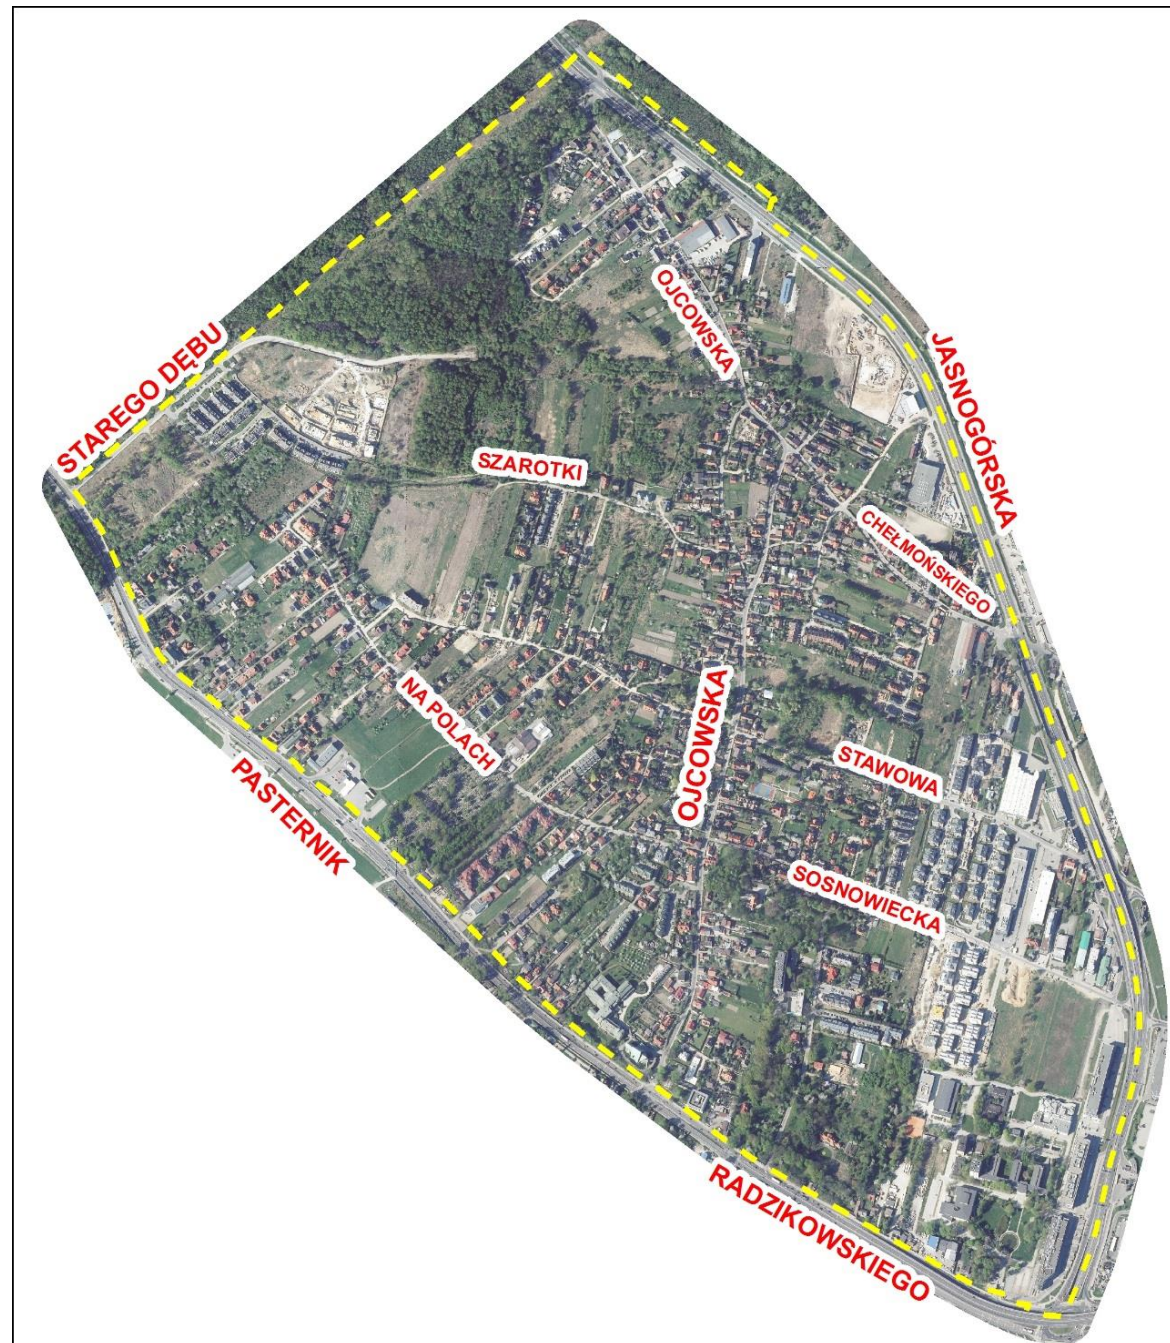 OJCOWSKA
STAREGO DĘBU
JASNOGÓRSKA
SZAROTKI
CHEŁMOŃSKIEGO
NA POLACH
OJCOWSKA
STAWOWA
PASTERNIK
SOSNOWIECKA
RADZIKOWSKIEGO